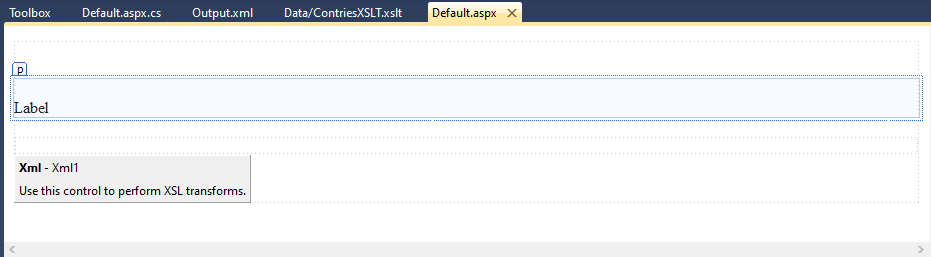 Toolbox Default.aspx.cs Output.xml Data/ContriesXSLT.xslt Default.aspx ✕
p
Label
Xml - Xml1
Use this control to perform XSL transforms.